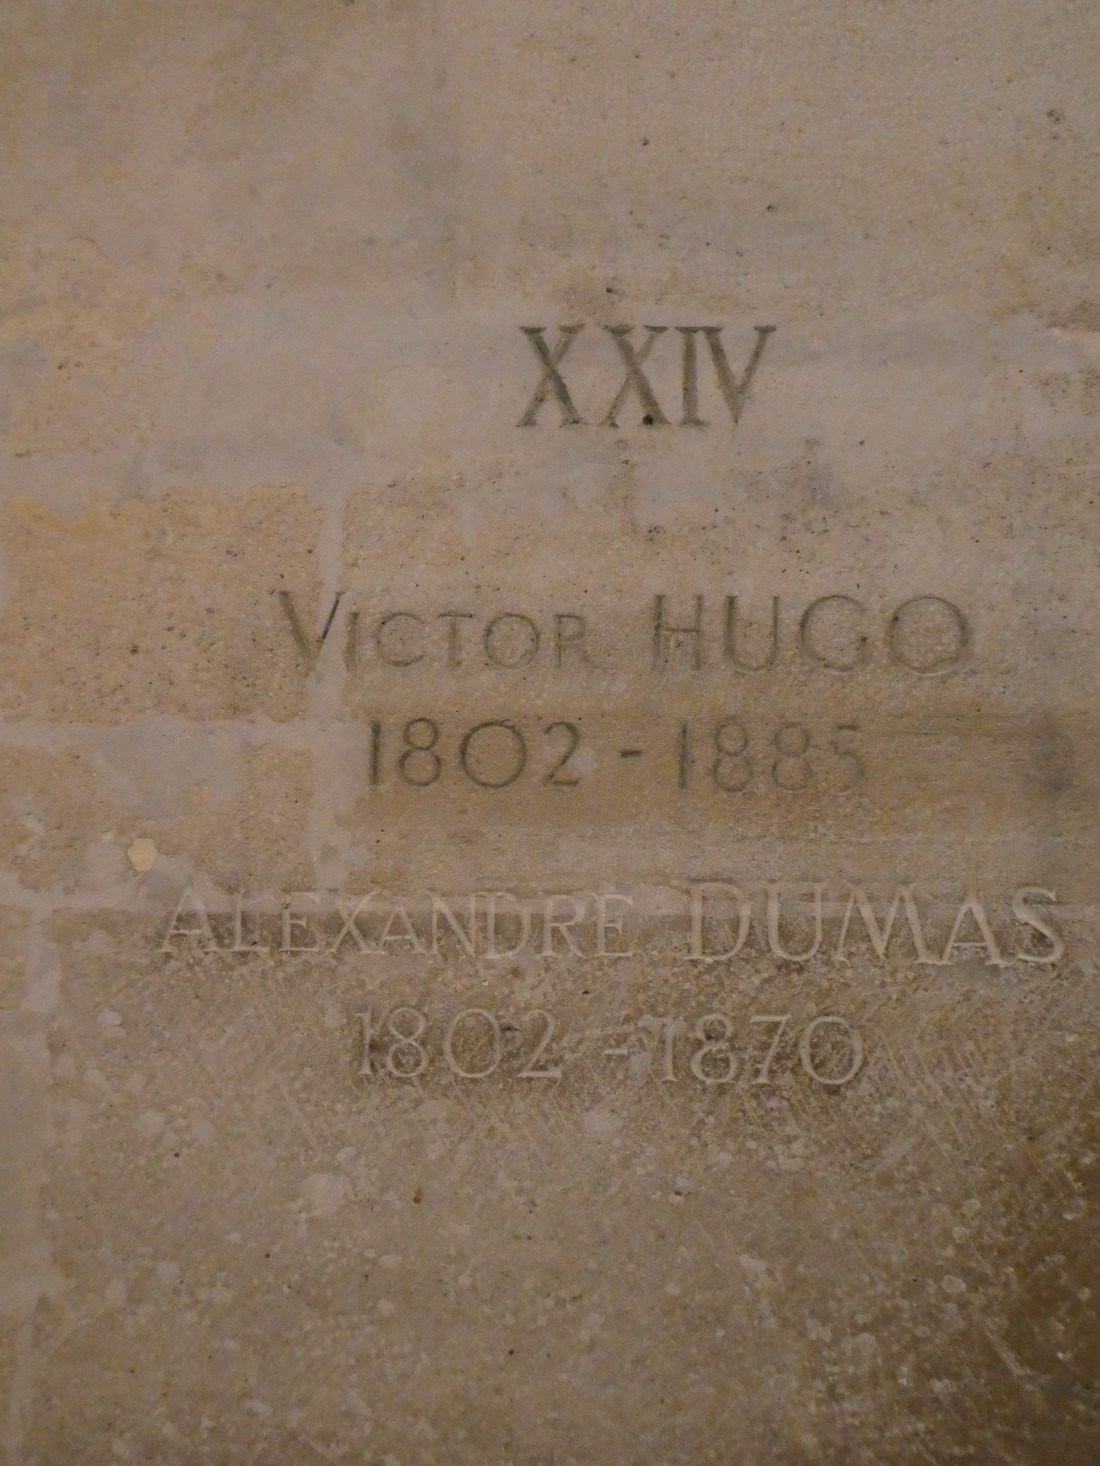 XXIV
VICTOR HUGO
1802 - 1885
ALEXANDRE DUMAS
1802 - 1870